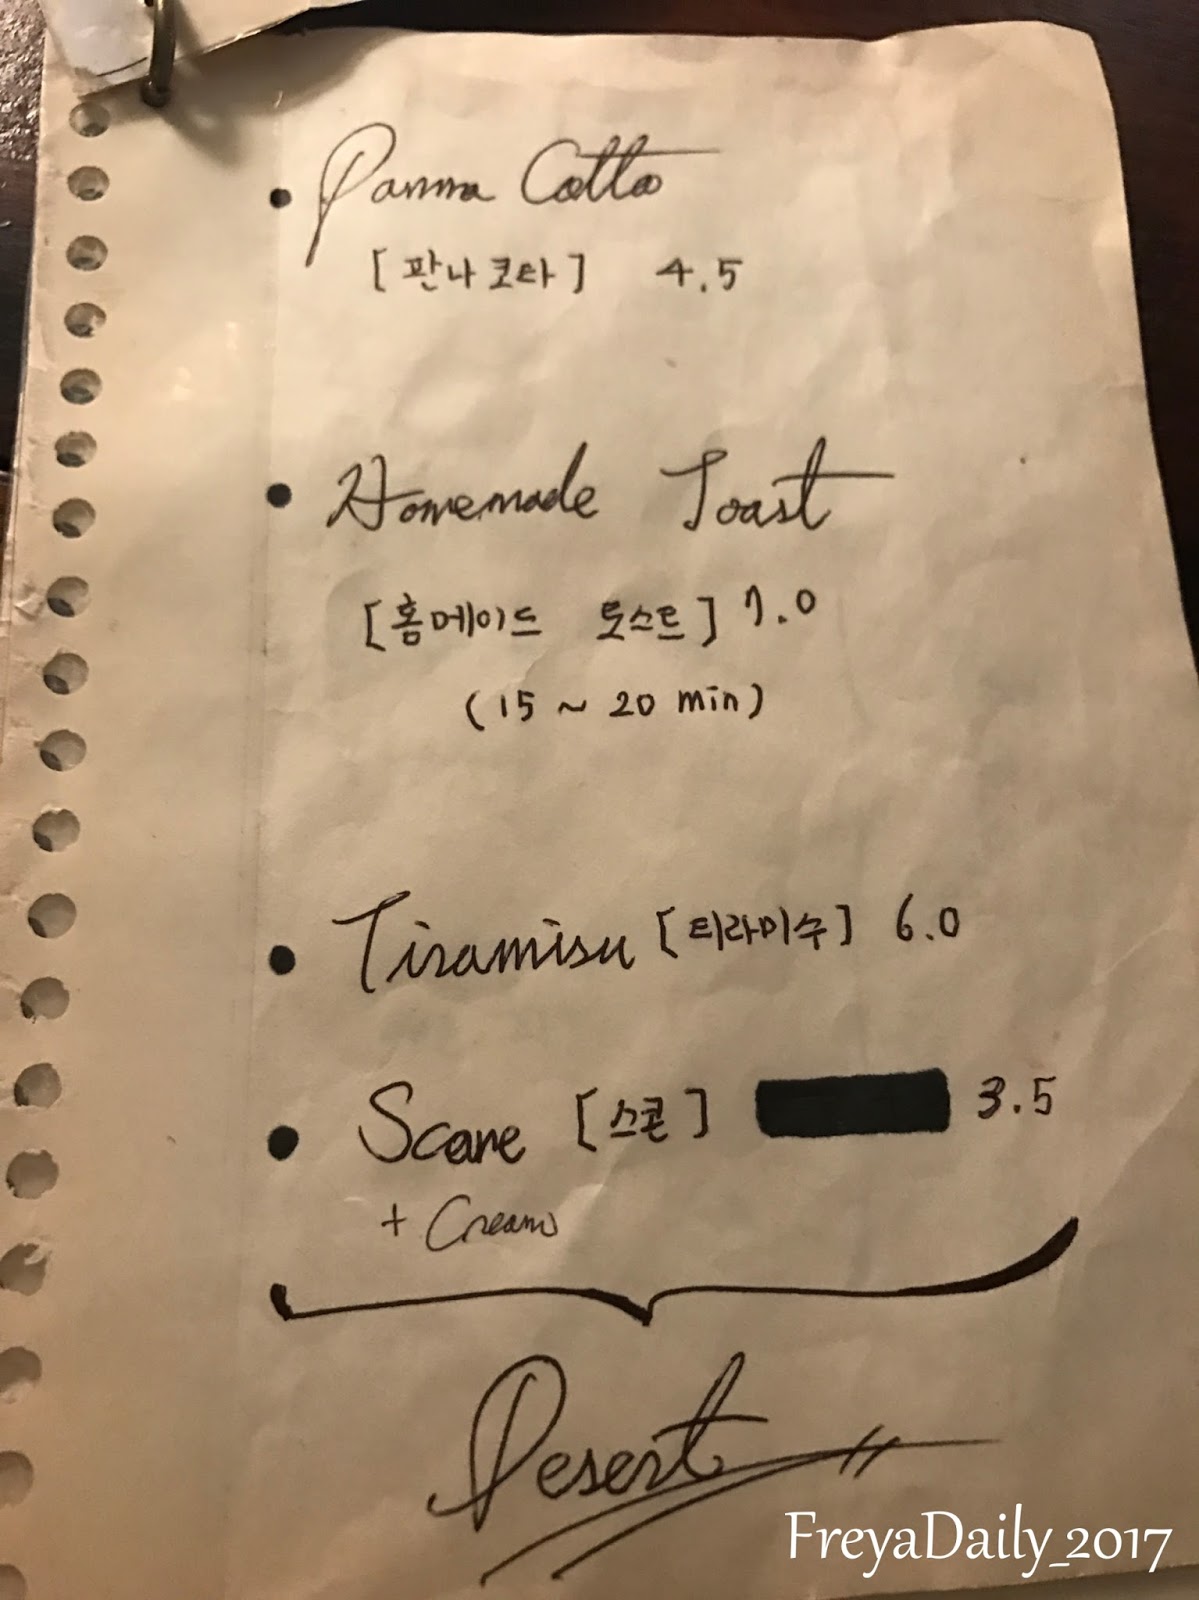 • Panna Cotta
[판나코타] 4.5
• Homemade Toast
[홈메이드 토스트] 7.0
(15 ~ 20 min)
• Tiramisu [티라미수] 6.0
• Scone [스콘] 3.5
+ Cream
Desert
FreyaDaily_2017